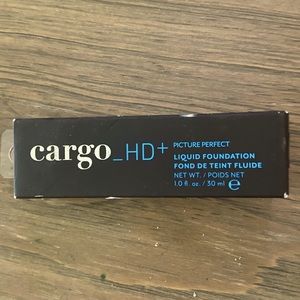 cargo_HD+
PICTURE PERFECT
LIQUID FOUNDATION
FOND DE TEINT FLUIDE
NET WT. / POIDS NET
1.0 fl. oz. / 30 ml ℮